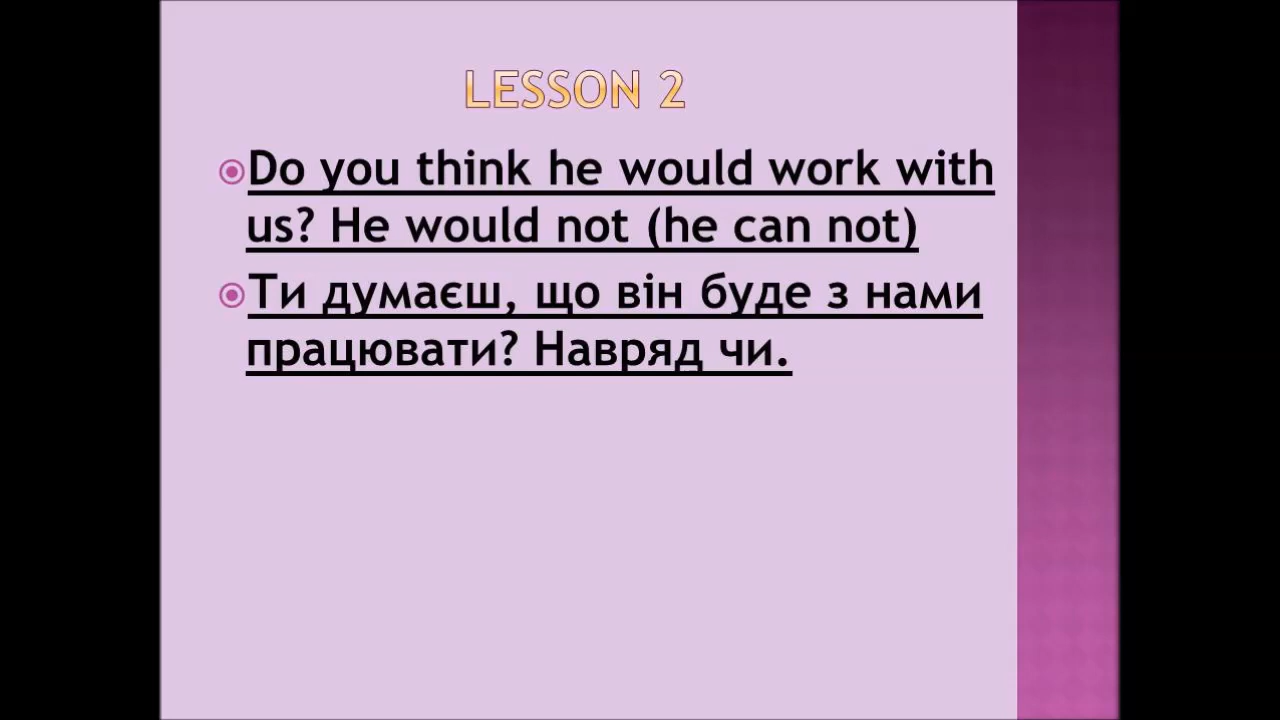 LESSON 2
Do you think he would work with
us? He would not (he can not)
Ти думаєш, що він буде з нами
працювати? Навряд чи.